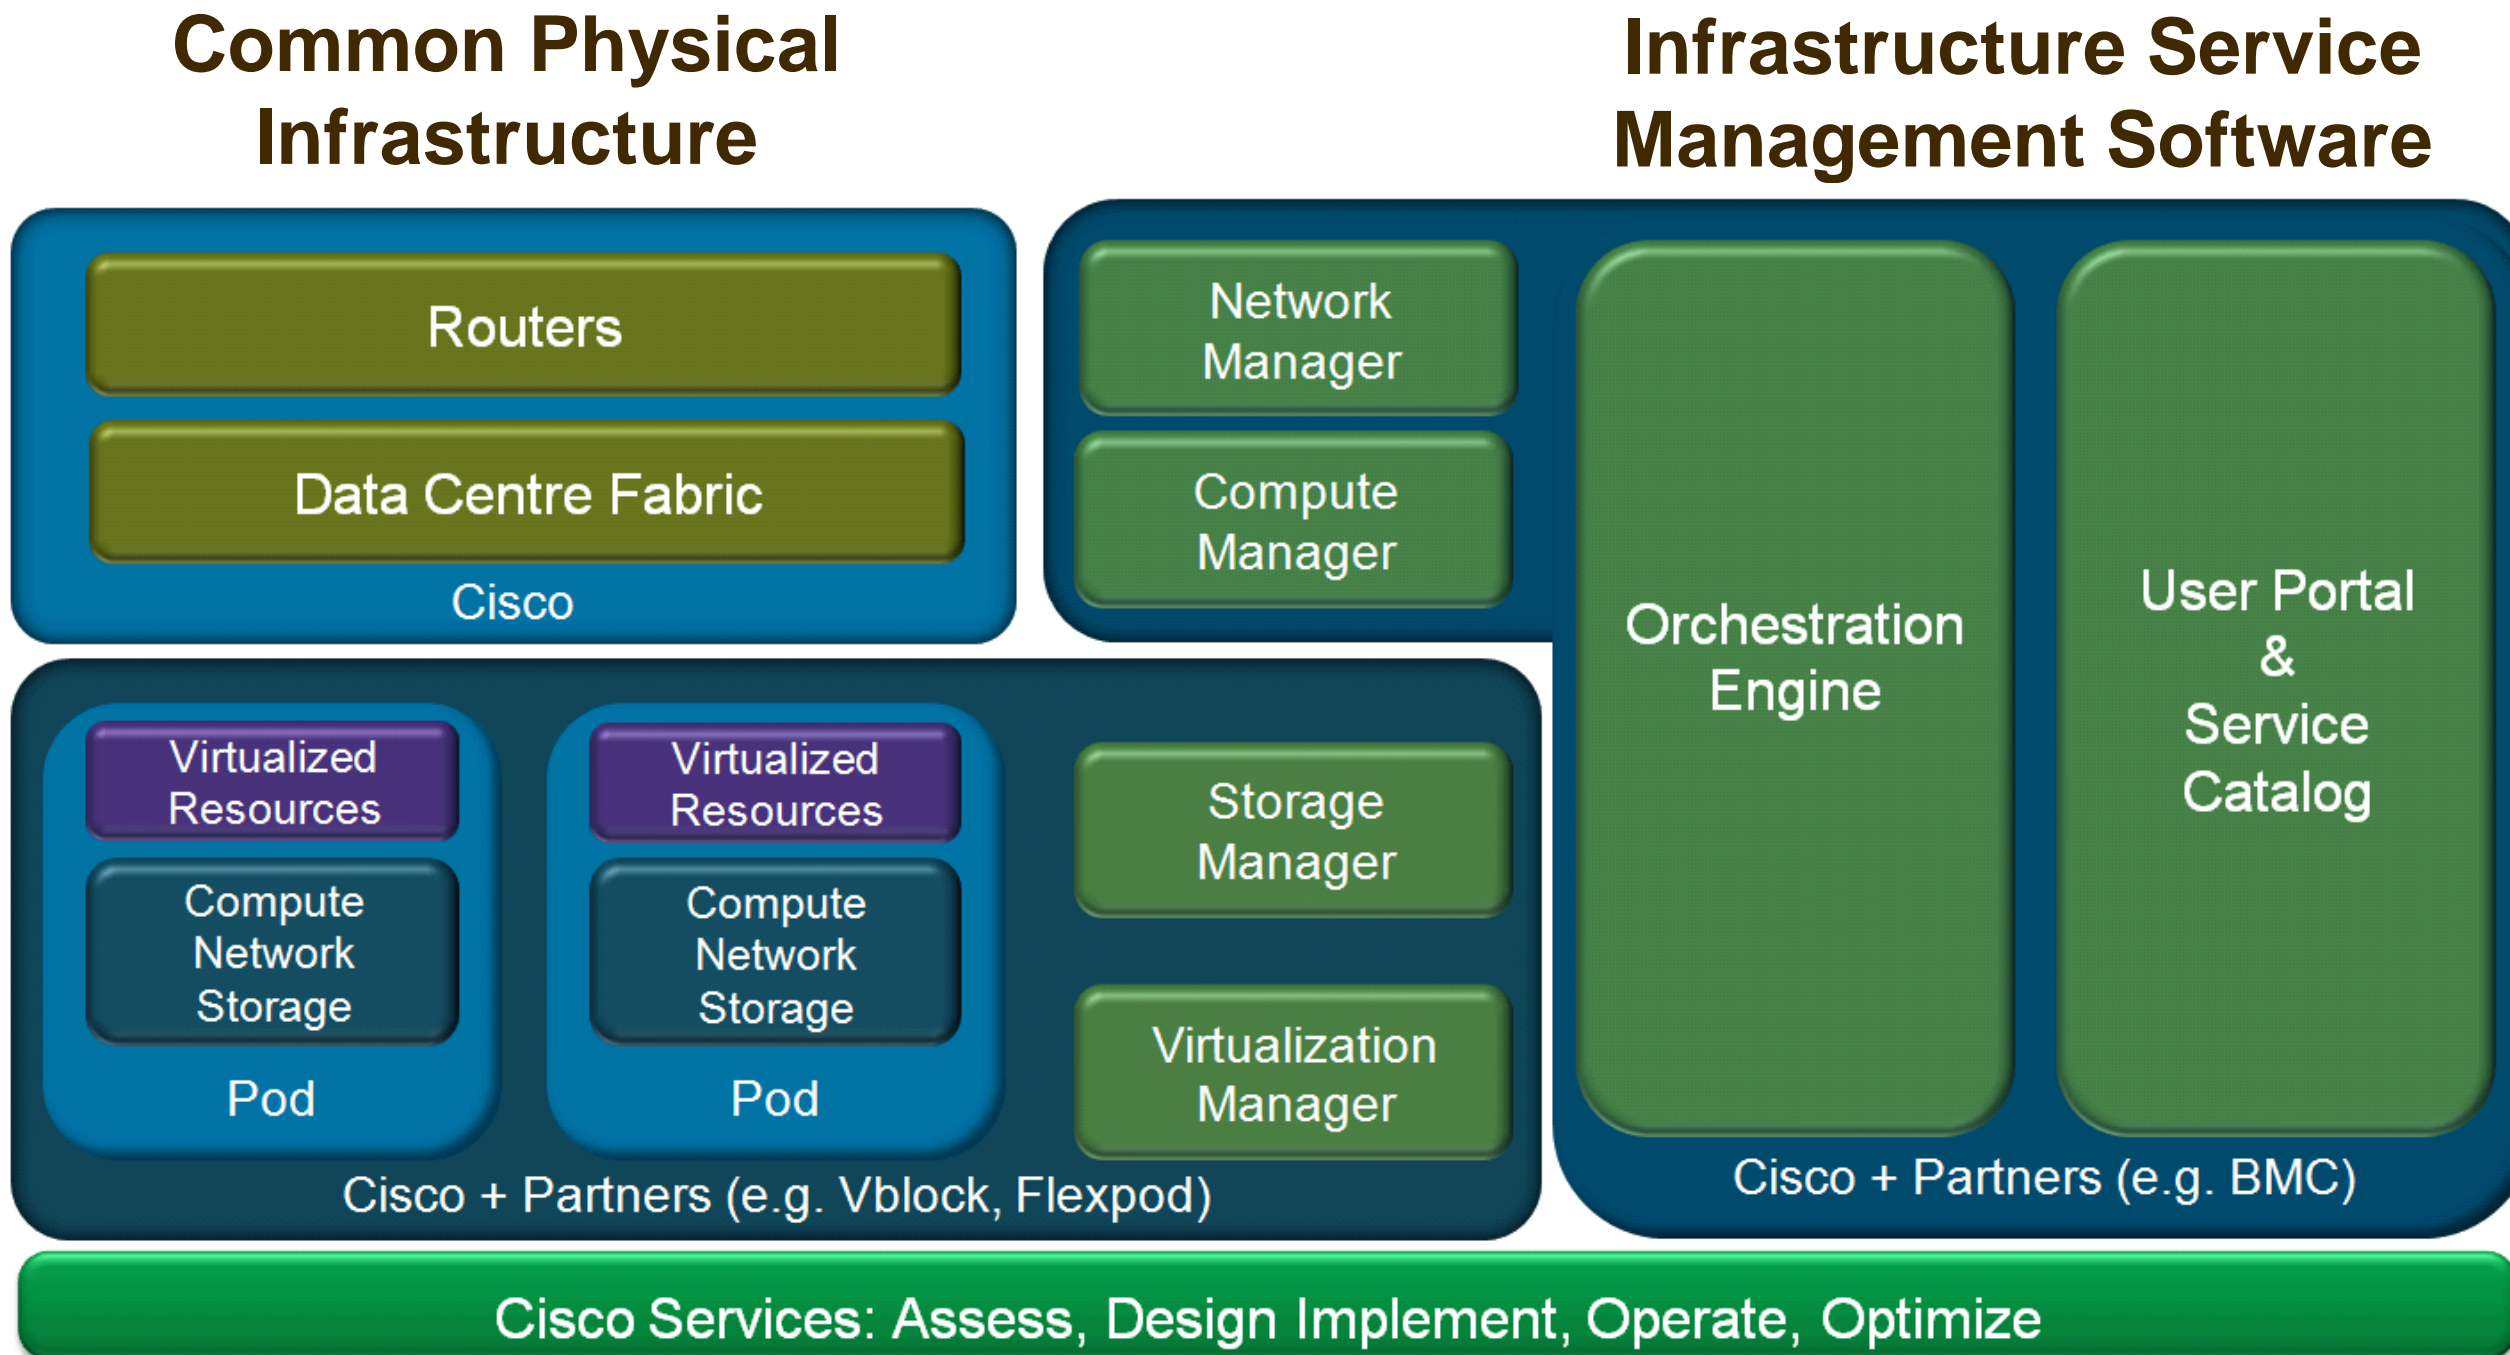 Common Physical
Infrastructure
Infrastructure Service
Management Software
Routers
Data Centre Fabric
Cisco
Network
Manager
Compute
Manager
Orchestration
Engine
User Portal
&
Service
Catalog
Virtualized
Resources
Compute
Network
Storage
Pod
Virtualized
Resources
Compute
Network
Storage
Pod
Storage
Manager
Virtualization
Manager
Cisco + Partners (e.g. Vblock, Flexpod)
Cisco + Partners (e.g. BMC)
Cisco Services: Assess, Design Implement, Operate, Optimize